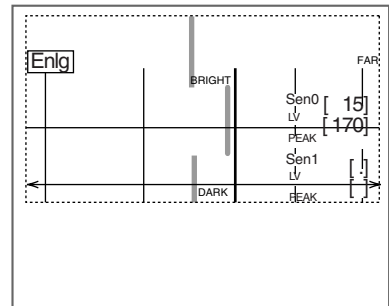 Enlg
FAR
BRIGHT
Sen0 [ 15]
LV
[ 170]
PEAK
Sen1 [ .]
LV
[ ]
DARK
PEAK